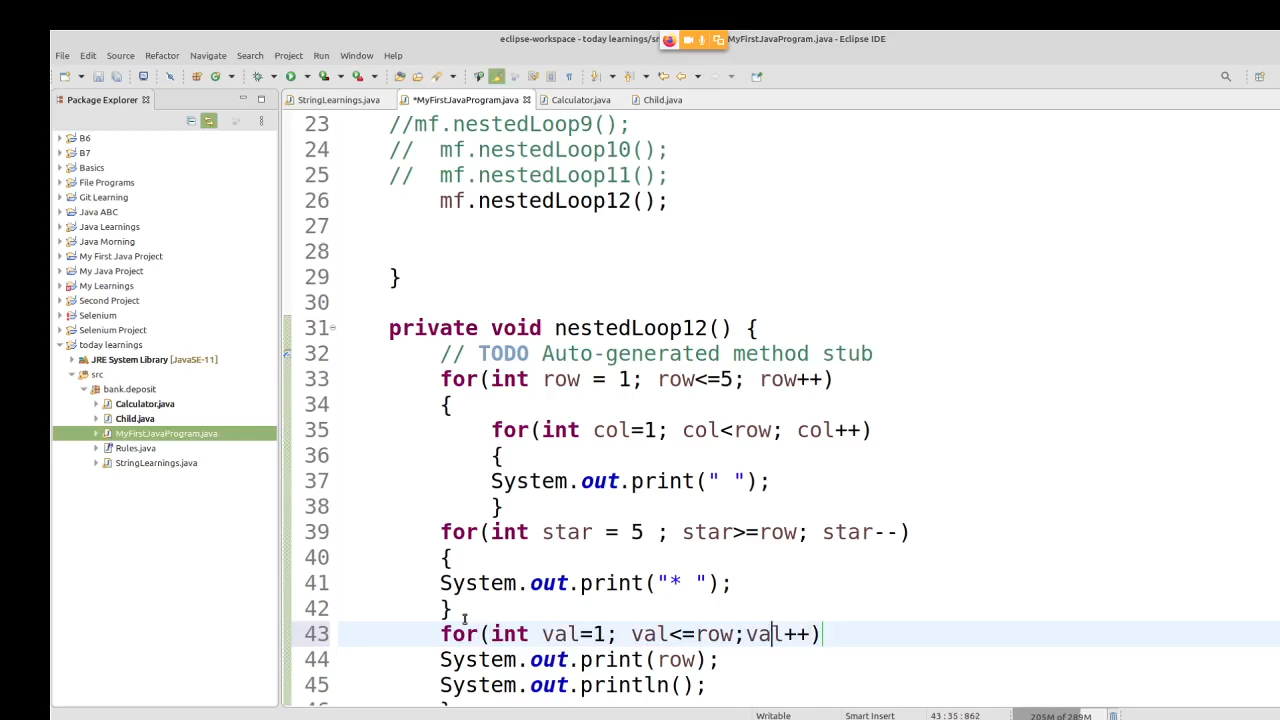 eclipse-workspace - today learnings/sr MyFirstJavaProgram.java - Eclipse IDE
File Edit Source Refactor Navigate Search Project Run Window Help
Package Explorer
StringLearnings.java *MyFirstJavaProgram.java Calculator.java Child.java
B6
B7
Basics
File Programs
Git Learning
Java ABC
Java Learnings
Java Morning
My First Java Project
My Java Project
My Learnings
Second Project
Selenium
Selenium Project
today learnings
JRE System Library [JavaSE-11]
src
bank.deposit
Calculator.java
Child.java
MyFirstJavaProgram.java
Rules.java
StringLearnings.java
23 //mf.nestedLoop9();
24 // mf.nestedLoop10();
25 // mf.nestedLoop11();
26 mf.nestedLoop12();
27
28
29 }
30
31 private void nestedLoop12() {
32 // TODO Auto-generated method stub
33 for(int row = 1; row<=5; row++)
34 {
35 for(int col=1; col<row; col++)
36 {
37 System.out.print(" ");
38 }
39 for(int star = 5 ; star>=row; star--)
40 {
41 System.out.print("* ");
42 }
43 for(int val=1; val<=row;val++)
44 System.out.print(row);
45 System.out.println();
Writable Smart Insert 43:35:862 205M of 289M